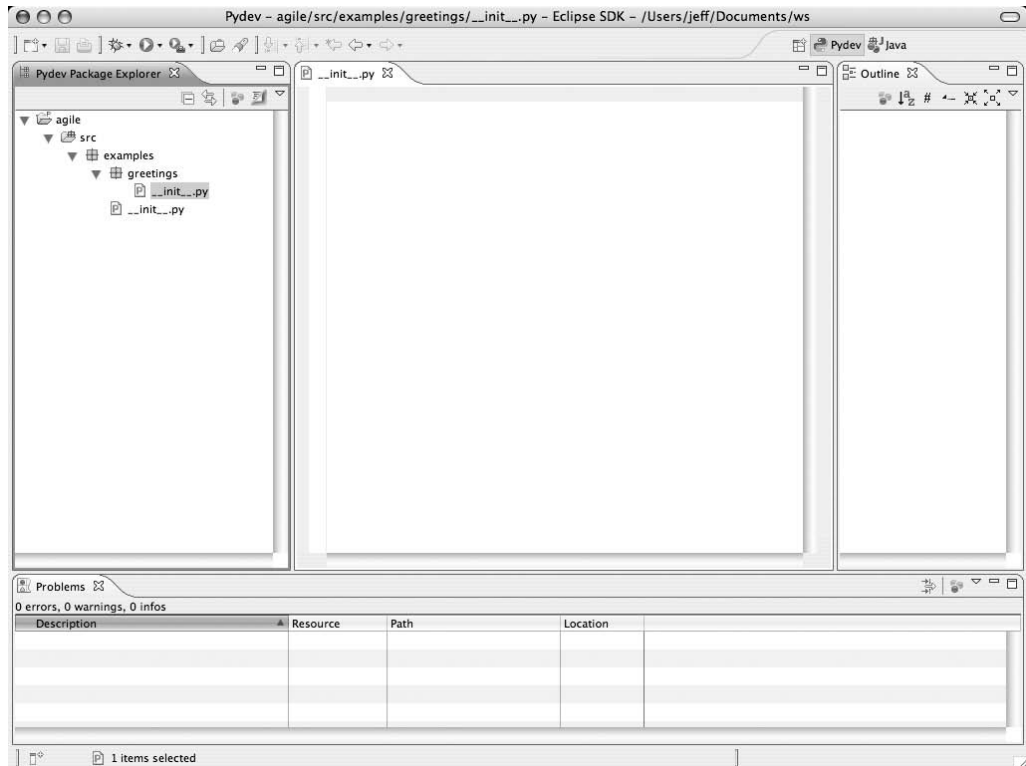 Pydev – agile/src/examples/greetings/__init__.py – Eclipse SDK – /Users/jeff/Documents/ws
Pydev Java
Pydev Package Explorer
__init__.py
Outline
agile
src
examples
greetings
__init__.py
__init__.py
Problems
0 errors, 0 warnings, 0 infos
Description Resource Path Location
1 items selected